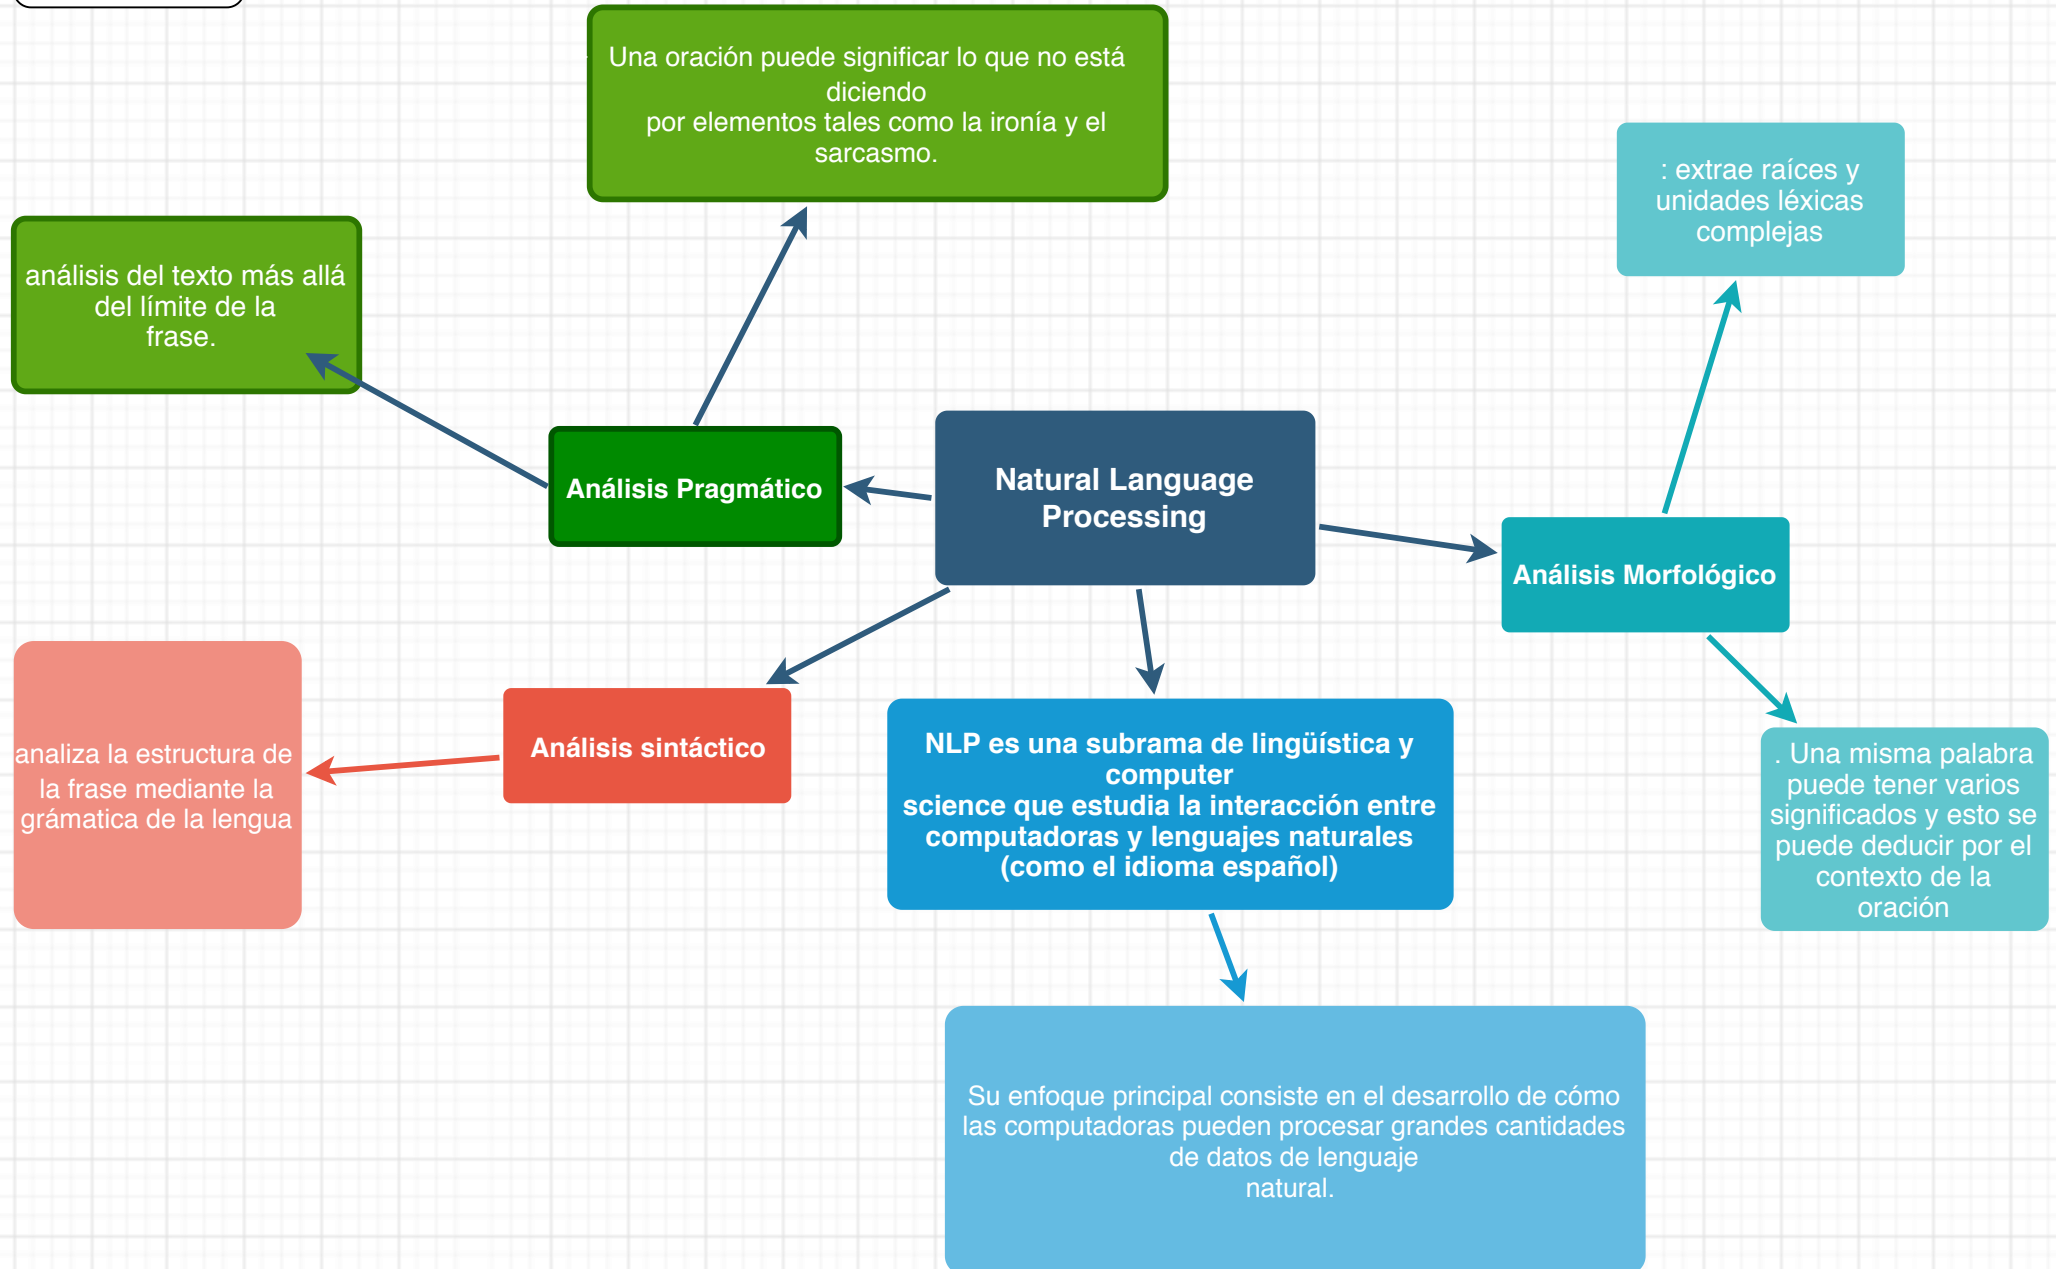 Una oración puede significar lo que no está
diciendo
por elementos tales como la ironía y el
sarcasmo.
: extrae raíces y
unidades léxicas
complejas
análisis del texto más allá
del límite de la
frase.
Análisis Pragmático
Natural Language
Processing
Análisis Morfológico
analiza la estructura de
la frase mediante la
grámatica de la lengua
Análisis sintáctico
NLP es una subrama de lingüística y
computer
science que estudia la interacción entre
computadoras y lenguajes naturales
(como el idioma español)
. Una misma palabra
puede tener varios
significados y esto se
puede deducir por el
contexto de la
oración
Su enfoque principal consiste en el desarrollo de cómo
las computadoras pueden procesar grandes cantidades
de datos de lenguaje
natural.